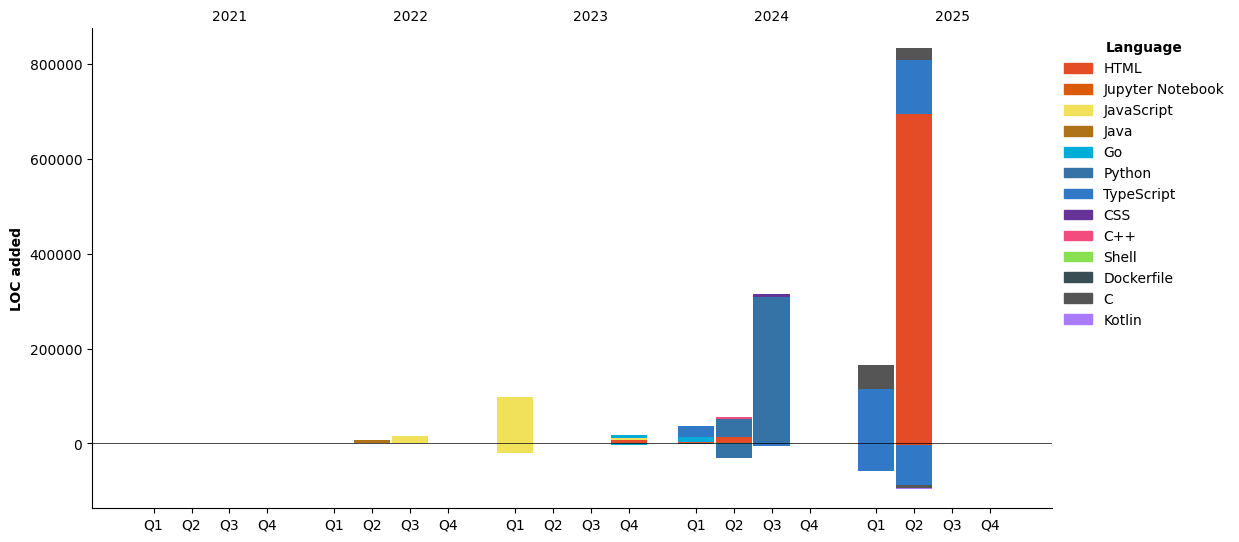 2021 2022 2023 2024 2025
800000
600000
400000
200000
0
LOC added
Q1 Q2 Q3 Q4 Q1 Q2 Q3 Q4 Q1 Q2 Q3 Q4 Q1 Q2 Q3 Q4 Q1 Q2 Q3 Q4
Language
HTML
Jupyter Notebook
JavaScript
Java
Go
Python
TypeScript
CSS
C++
Shell
Dockerfile
C
Kotlin